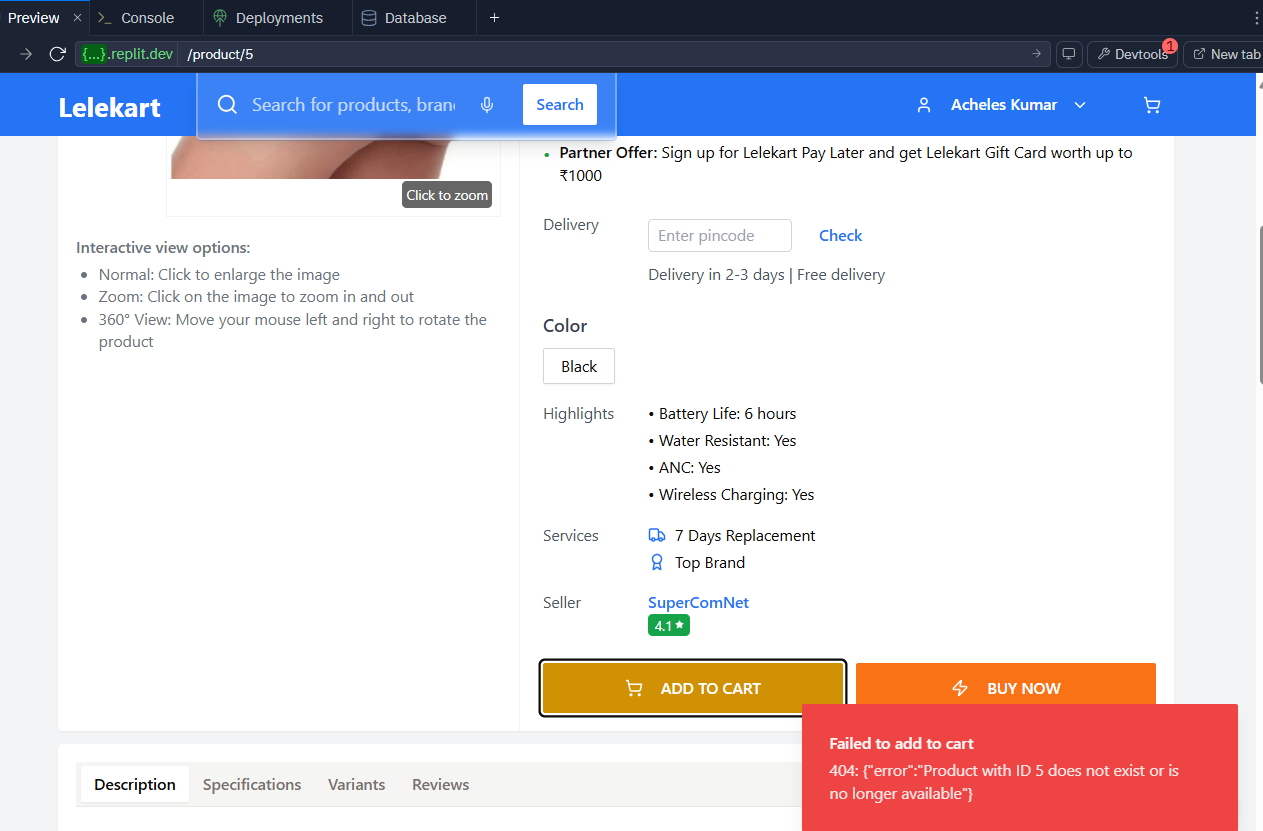 Preview
Console
Deployments
Database
{...}.replit.dev
/product/5
Devtools
1
New tab
Lelekart
Search for products, bran
Search
Acheles Kumar
Partner Offer: Sign up for Lelekart Pay Later and get Lelekart Gift Card worth up to
₹1000
Click to zoom
Interactive view options:
Normal: Click to enlarge the image
Zoom: Click on the image to zoom in and out
360° View: Move your mouse left and right to rotate the
product
Delivery
Enter pincode
Check
Delivery in 2-3 days | Free delivery
Color
Black
Highlights
• Battery Life: 6 hours
• Water Resistant: Yes
• ANC: Yes
• Wireless Charging: Yes
Services
7 Days Replacement
Top Brand
Seller
SuperComNet
4.1★
ADD TO CART
BUY NOW
Description
Specifications
Variants
Reviews
Failed to add to cart
404: {"error":"Product with ID 5 does not exist or is
no longer available"}